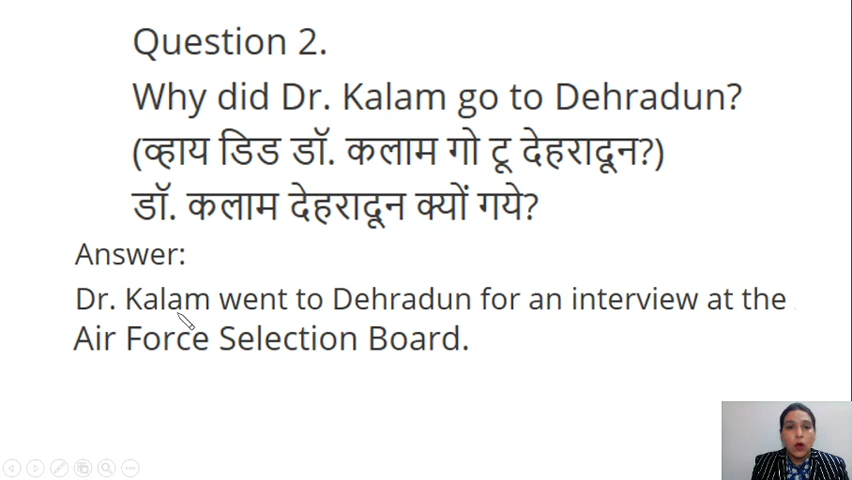 Question 2.
Why did Dr. Kalam go to Dehradun?
(व्हाय डिड डॉ. कलाम गो टू देहरादून?)
डॉ. कलाम देहरादून क्यों गये?
Answer:
Dr. Kalam went to Dehradun for an interview at the
Air Force Selection Board.